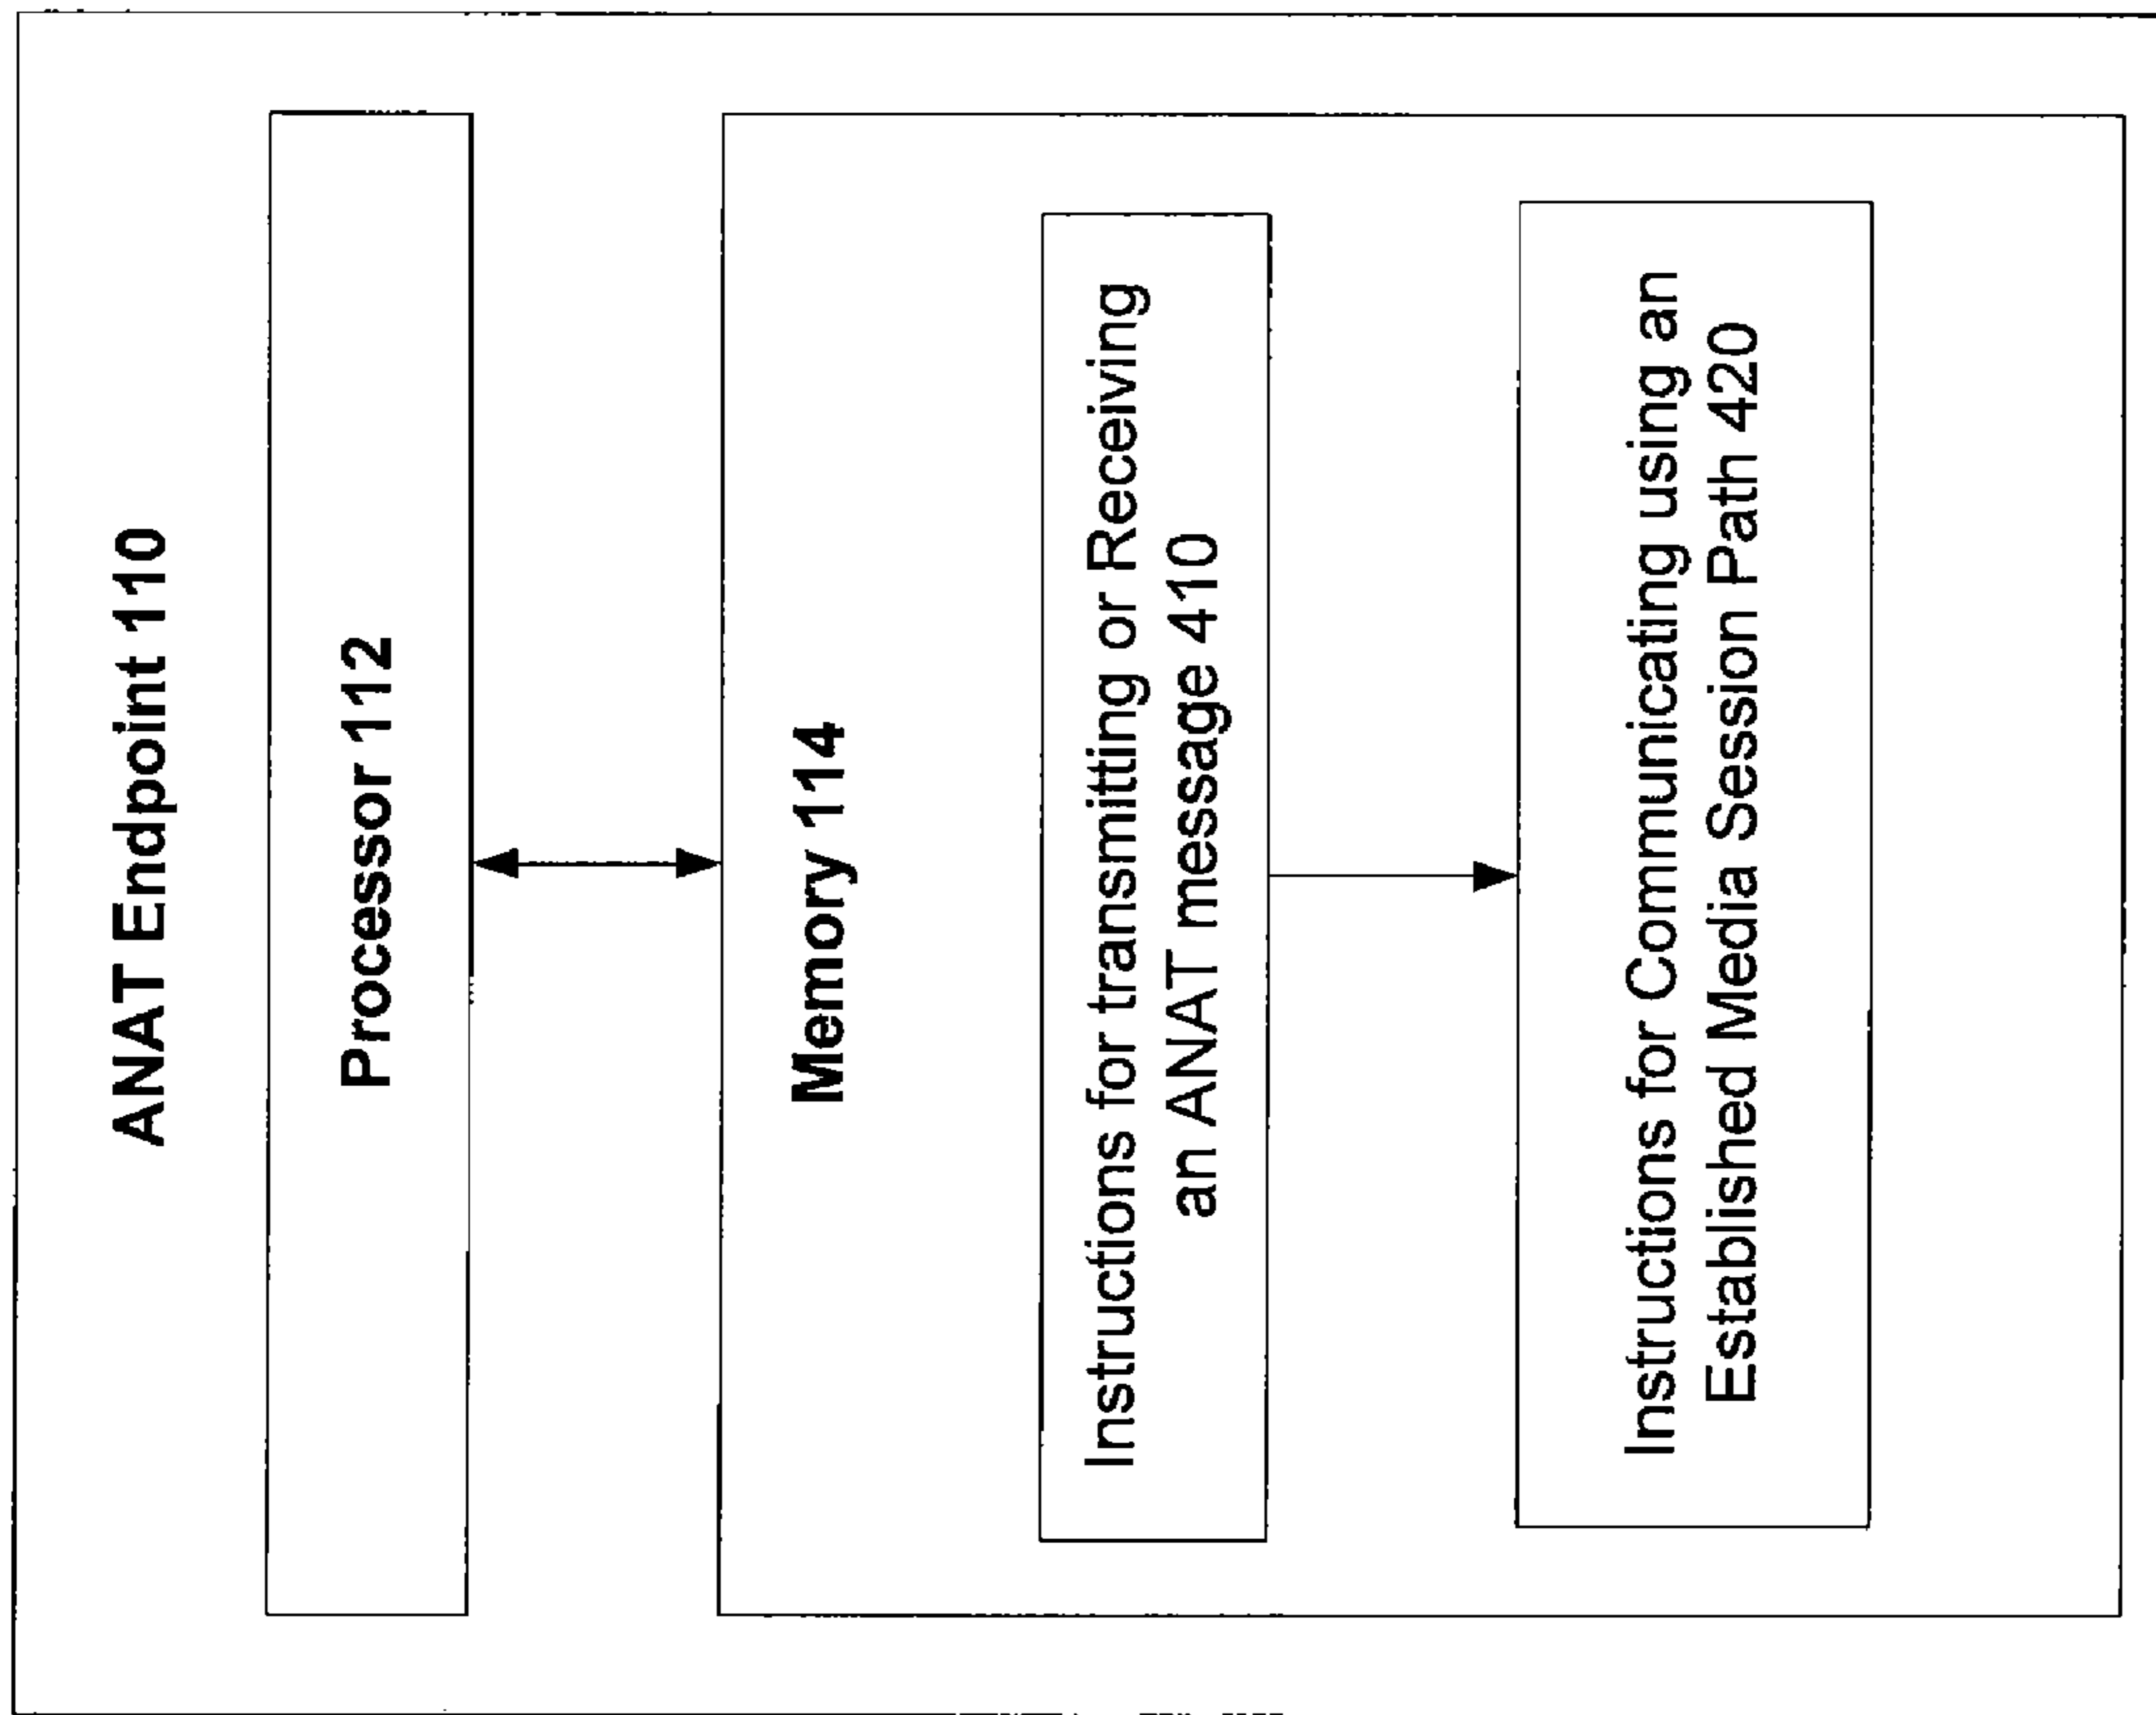 ANAT Endpoint 110
Processor 112
Memory 114
Instructions for transmitting or Receiving
an ANAT message 410
Instructions for Communicating using an
Established Media Session Path 420